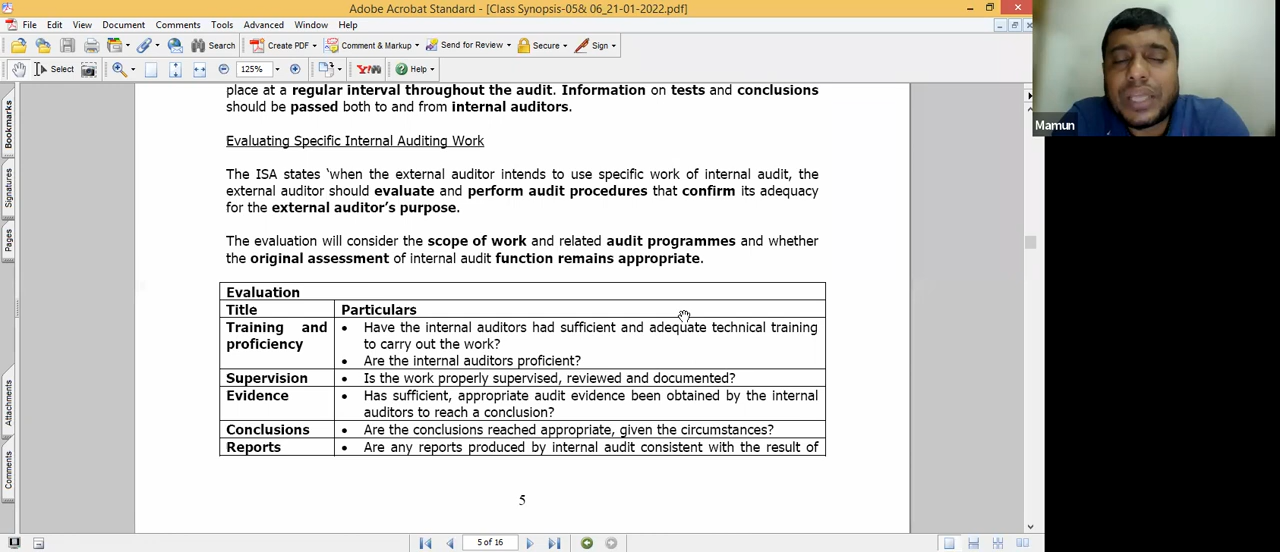 Adobe Acrobat Standard - [Class Synopsis-05& 06_21-01-2022.pdf]
File Edit View Document Comments Tools Advanced Window Help
Search Create PDF Comment & Markup Send for Review Secure Sign
Select 125% Y! Help
Bookmarks
Signatures
Pages
Attachments
Comments
place at a regular interval throughout the audit. Information on tests and conclusions
should be passed both to and from internal auditors.
Evaluating Specific Internal Auditing Work
The ISA states ‘when the external auditor intends to use specific work of internal audit, the
external auditor should evaluate and perform audit procedures that confirm its adequacy
for the external auditor’s purpose.
The evaluation will consider the scope of work and related audit programmes and whether
the original assessment of internal audit function remains appropriate.
Evaluation
Title Particulars
Training and • Have the internal auditors had sufficient and adequate technical training
proficiency to carry out the work?
• Are the internal auditors proficient?
Supervision • Is the work properly supervised, reviewed and documented?
Evidence • Has sufficient, appropriate audit evidence been obtained by the internal
auditors to reach a conclusion?
Conclusions • Are the conclusions reached appropriate, given the circumstances?
Reports • Are any reports produced by internal audit consistent with the result of
5
5 of 16
Mamun